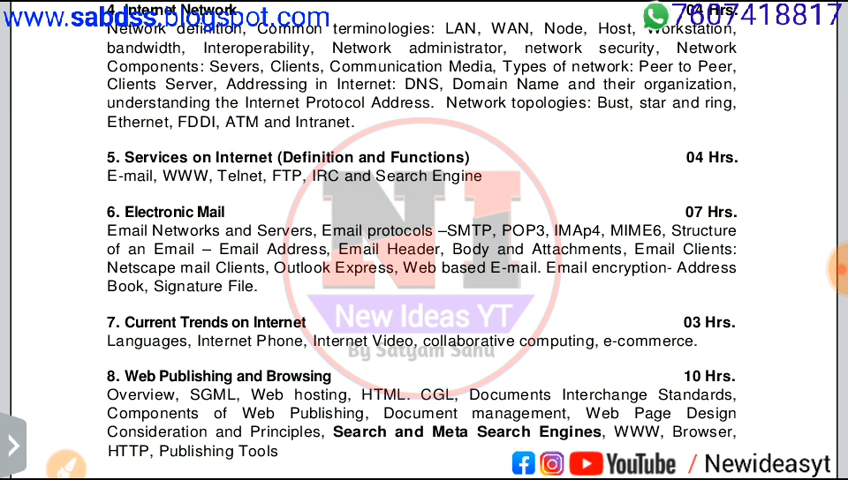 www.sabdss.blogspot.com 7607418817
4. Internet Network 04 Hrs.
Network definition, Common terminologies: LAN, WAN, Node, Host, Workstation,
bandwidth, Interoperability, Network administrator, network security, Network
Components: Severs, Clients, Communication Media, Types of network: Peer to Peer,
Clients Server, Addressing in Internet: DNS, Domain Name and their organization,
understanding the Internet Protocol Address. Network topologies: Bust, star and ring,
Ethernet, FDDI, ATM and Intranet.
5. Services on Internet (Definition and Functions) 04 Hrs.
E-mail, WWW, Telnet, FTP, IRC and Search Engine
6. Electronic Mail 07 Hrs.
Email Networks and Servers, Email protocols –SMTP, POP3, IMAp4, MIME6, Structure
of an Email – Email Address, Email Header, Body and Attachments, Email Clients:
Netscape mail Clients, Outlook Express, Web based E-mail. Email encryption- Address
Book, Signature File.
NI
New Ideas YT
By Satyam Sahu
7. Current Trends on Internet 03 Hrs.
Languages, Internet Phone, Internet Video, collaborative computing, e-commerce.
8. Web Publishing and Browsing 10 Hrs.
Overview, SGML, Web hosting, HTML. CGL, Documents Interchange Standards,
Components of Web Publishing, Document management, Web Page Design
Consideration and Principles, Search and Meta Search Engines, WWW, Browser,
HTTP, Publishing Tools
YouTube / Newideasyt